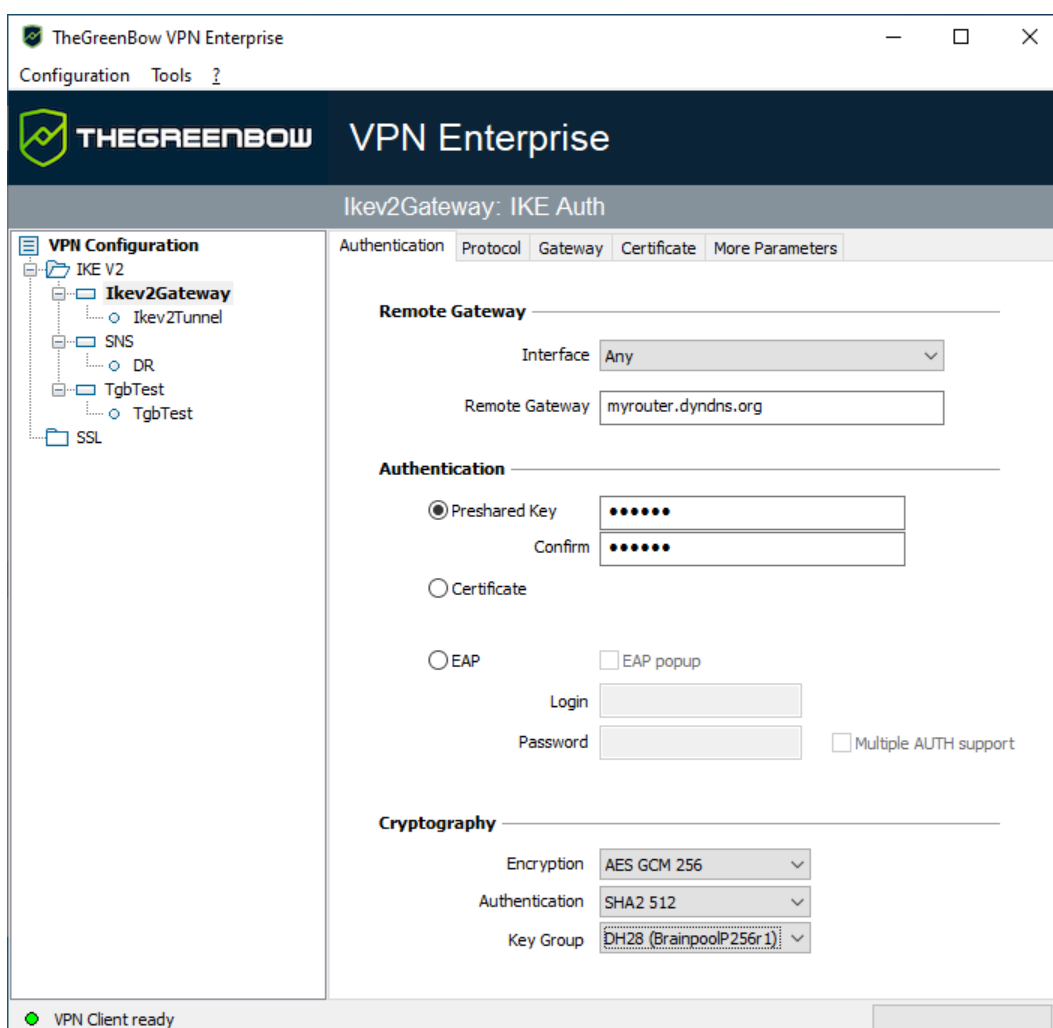 TheGreenBow VPN Enterprise
Configuration Tools ?
THEGREENBOW VPN Enterprise
Ikev2Gateway: IKE Auth
VPN Configuration
IKE V2
Ikev2Gateway
Ikev2Tunnel
SNS
DR
TgbTest
TgbTest
SSL
Authentication Protocol Gateway Certificate More Parameters
Remote Gateway
Interface Any
Remote Gateway myrouter.dyndns.org
Authentication
Preshared Key ●●●●●●
Confirm ●●●●●●
Certificate
EAP EAP popup
Login
Password Multiple AUTH support
Cryptography
Encryption AES GCM 256
Authentication SHA2 512
Key Group DH28 (BrainpoolP256r1)
VPN Client ready